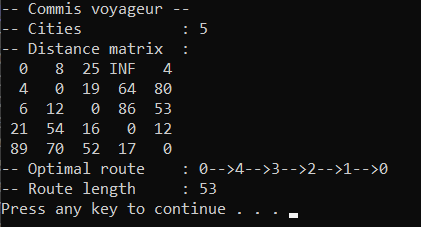 -- Commis voyageur --
-- Cities : 5
-- Distance matrix :
0 8 25 INF 4
4 0 19 64 80
6 12 0 86 53
21 54 16 0 12
89 70 52 17 0
-- Optimal route : 0-->4-->3-->2-->1-->0
-- Route length : 53
Press any key to continue . . .